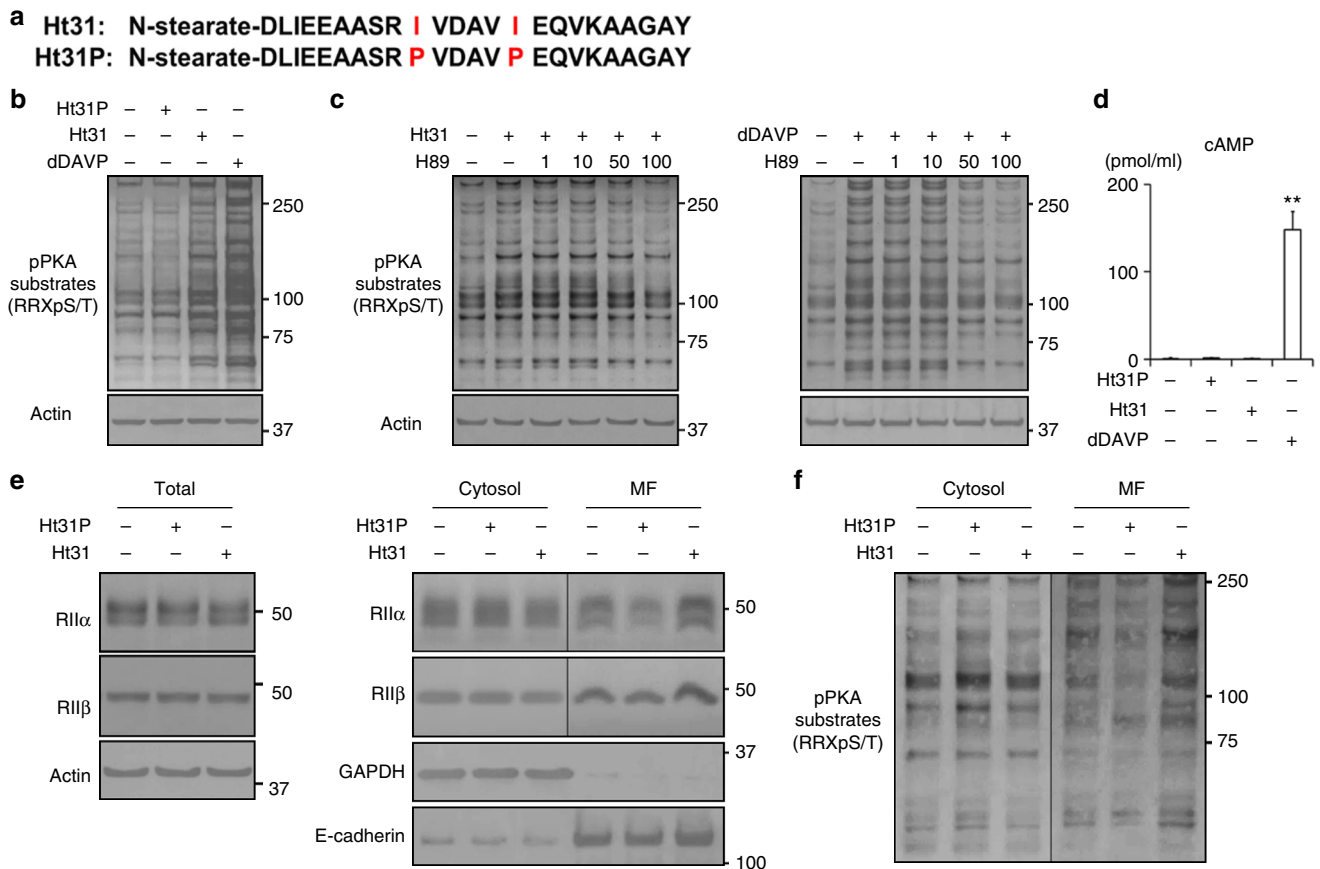 a
Ht31: N-stearate-DLIEEAASR I VDAV I EQVKAAGAY
Ht31P: N-stearate-DLIEEAASR P VDAV P EQVKAAGAY
b
Ht31P – + – –
Ht31 – – + –
dDAVP – – – +
pPKA
substrates
(RRXpS/T)
250
100
75
Actin
37
c
Ht31 – + + + + +
H89 – – 1 10 50 100
pPKA
substrates
(RRXpS/T)
250
100
75
Actin
37
dDAVP – + + + + +
H89 – – 1 10 50 100
250
100
75
37
d
cAMP
(pmol/ml)
200
100
0
**
Ht31P – + – –
Ht31 – – + –
dDAVP – – – +
e
Total
Ht31P – + –
Ht31 – – +
RIIα
50
RIIβ
50
Actin
37
Cytosol MF
Ht31P – + – – + –
Ht31 – – + – – +
RIIα
50
RIIβ
50
GAPDH
37
E-cadherin
100
f
Cytosol MF
Ht31P – + – – + –
Ht31 – – + – – +
pPKA
substrates
(RRXpS/T)
250
100
75